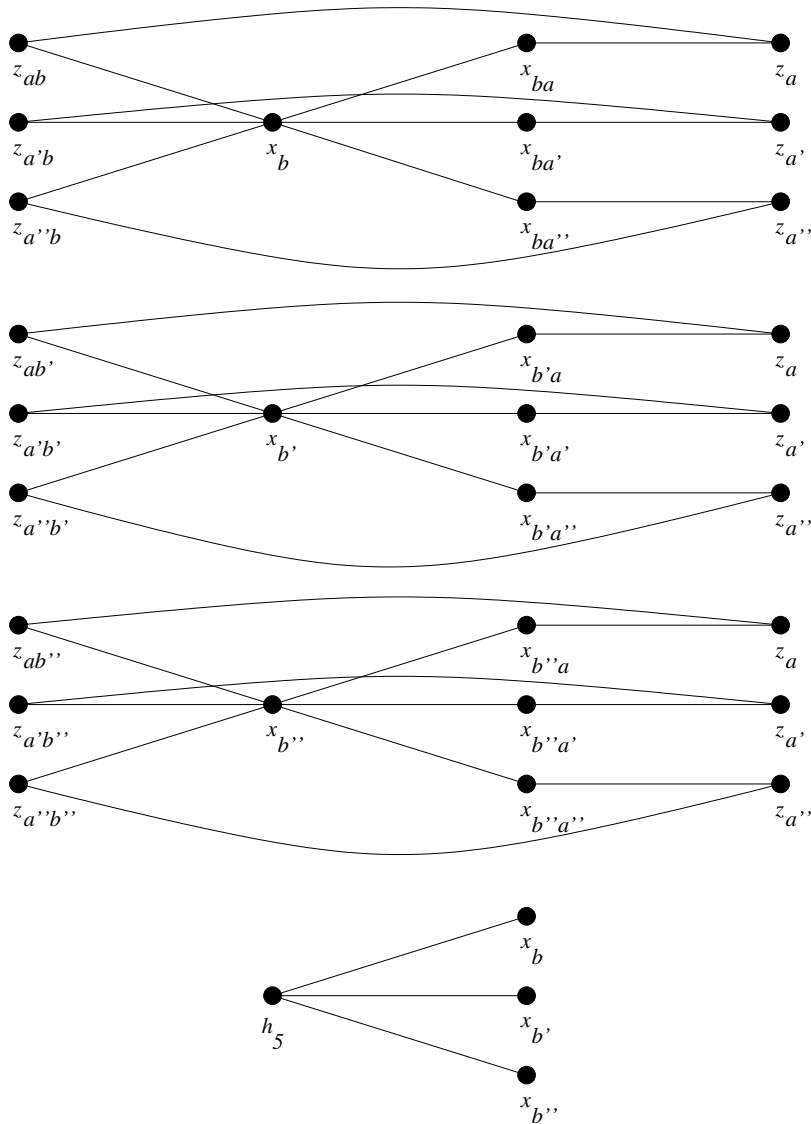 z_ab x_ba z_a
z_a'b x_b x_ba' z_a'
z_a''b x_ba'' z_a''
z_ab' x_b'a z_a
z_a'b' x_b' x_b'a' z_a'
z_a''b' x_b'a'' z_a''
z_ab'' x_b''a z_a
z_a'b'' x_b'' x_b''a' z_a'
z_a''b'' x_b''a'' z_a''
x_b
h_5 x_b'
x_b''